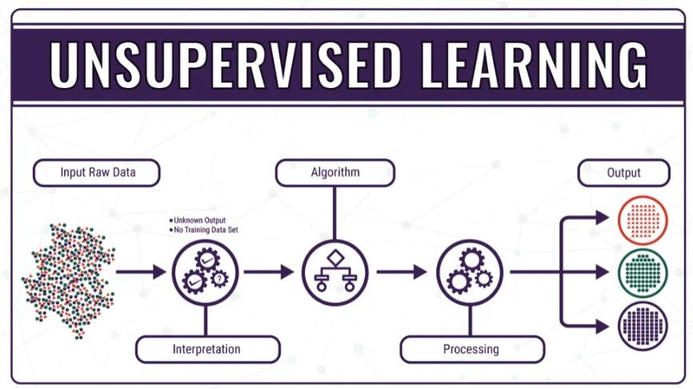 UNSUPERVISED LEARNING
Input Raw Data
Algorithm
Output
•Unknown Output
•No Training Data Set
?
Interpretation
Processing